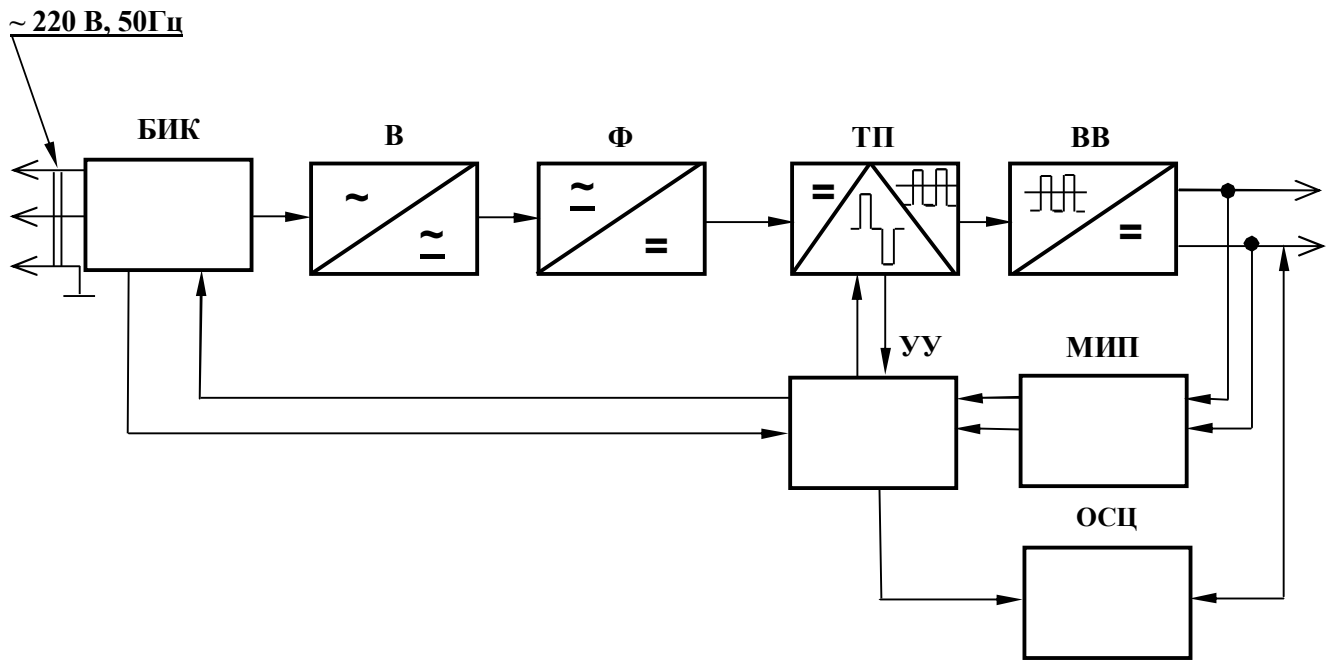 ~ 220 В, 50Гц
БИК
В
Ф
ТП
ВВ
~
≃
≃
=
=
=
УУ
МИП
ОСЦ